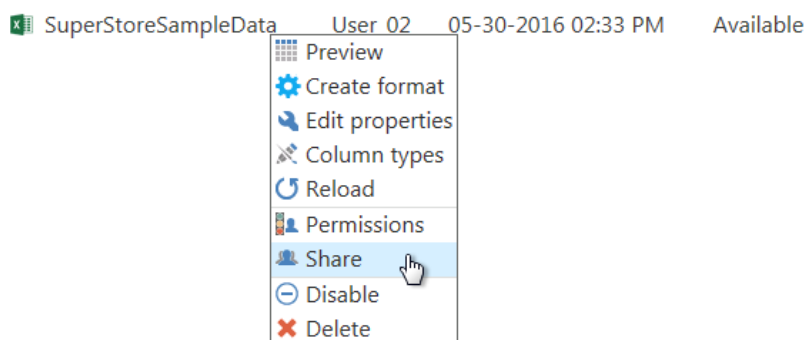 SuperStoreSampleData User_02 05-30-2016 02:33 PM Available
Preview
Create format
Edit properties
Column types
Reload
Permissions
Share
Disable
Delete